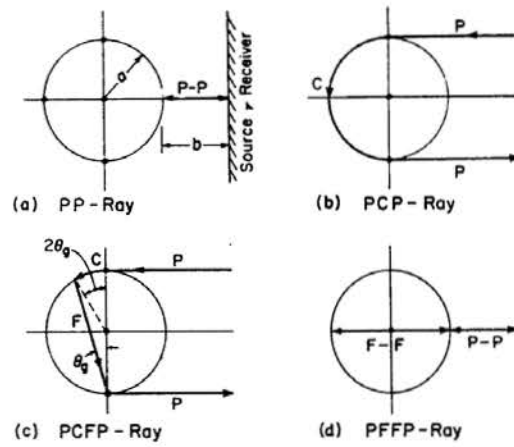 a
P-P
b
Source & Receiver
(a) PP-Ray
P
C
P
(b) PCP-Ray
2θg
C
P
F
θg
P
(c) PCFP-Ray
F-F
P-P
(d) PFFP-Ray